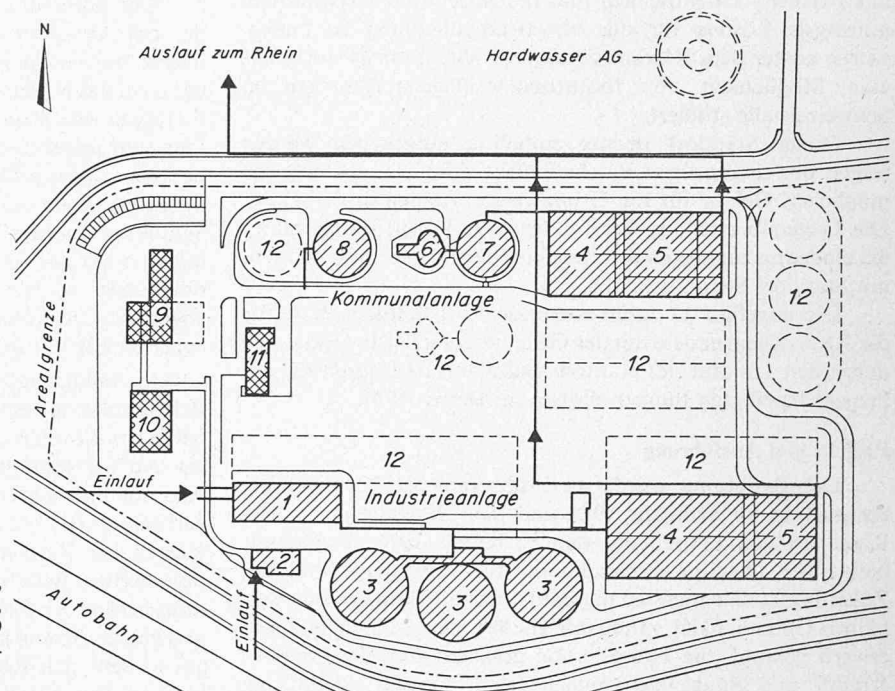 N
Auslauf zum Rhein
Hardwasser AG
12
8
6
7
4
5
12
Kommunalanlage
9
11
12
12
Arealgrenze
10
12
12
Einlauf
1
Industrieanlage
4
5
2
3
3
3
Einlauf
Autobahn